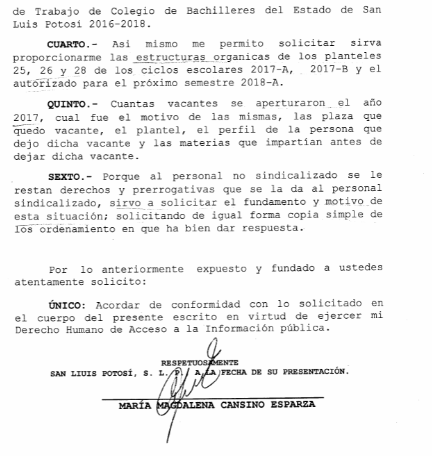 de Trabajo de Colegio de Bachilleres del Estado de San
Luis Potosi 2016-2018.
CUARTO.- Asi mismo me permito solicitar sirva
proporcionarme las estructuras organicas de los planteles
25, 26 y 28 de los ciclos escolares 2017-A, 2017-B y el
autorizado para el próximo semestre 2018-A.
QUINTO.- Cuantas vacantes se aperturaron el año
2017, cual fue el motivo de las mismas, las plaza que
quedo vacante, el plantel, el perfil de la persona que
dejo dicha vacante y las materias que impartían antes de
dejar dicha vacante.
SEXTO.- Porque al personal no sindicalizado se le
restan derechos y prerrogativas que se la da al personal
sindicalizado, sirvo a solicitar el fundamento y motivo de
esta situación; solicitando de igual forma copia simple de
los ordenamiento en que ha bien dar respuesta.
Por lo anteriormente expuesto y fundado a ustedes
atentamente solicito:
ÚNICO: Acordar de conformidad con lo solicitado en
el cuerpo del presente escrito en virtud de ejercer mi
Derecho Humano de Acceso a la Información pública.
RESPETUOSAMENTE
SAN LIUIS POTOSÍ, S. L. P. A LA FECHA DE SU PRESENTACIÓN.
MARÍA MAGDALENA CANSINO ESPARZA